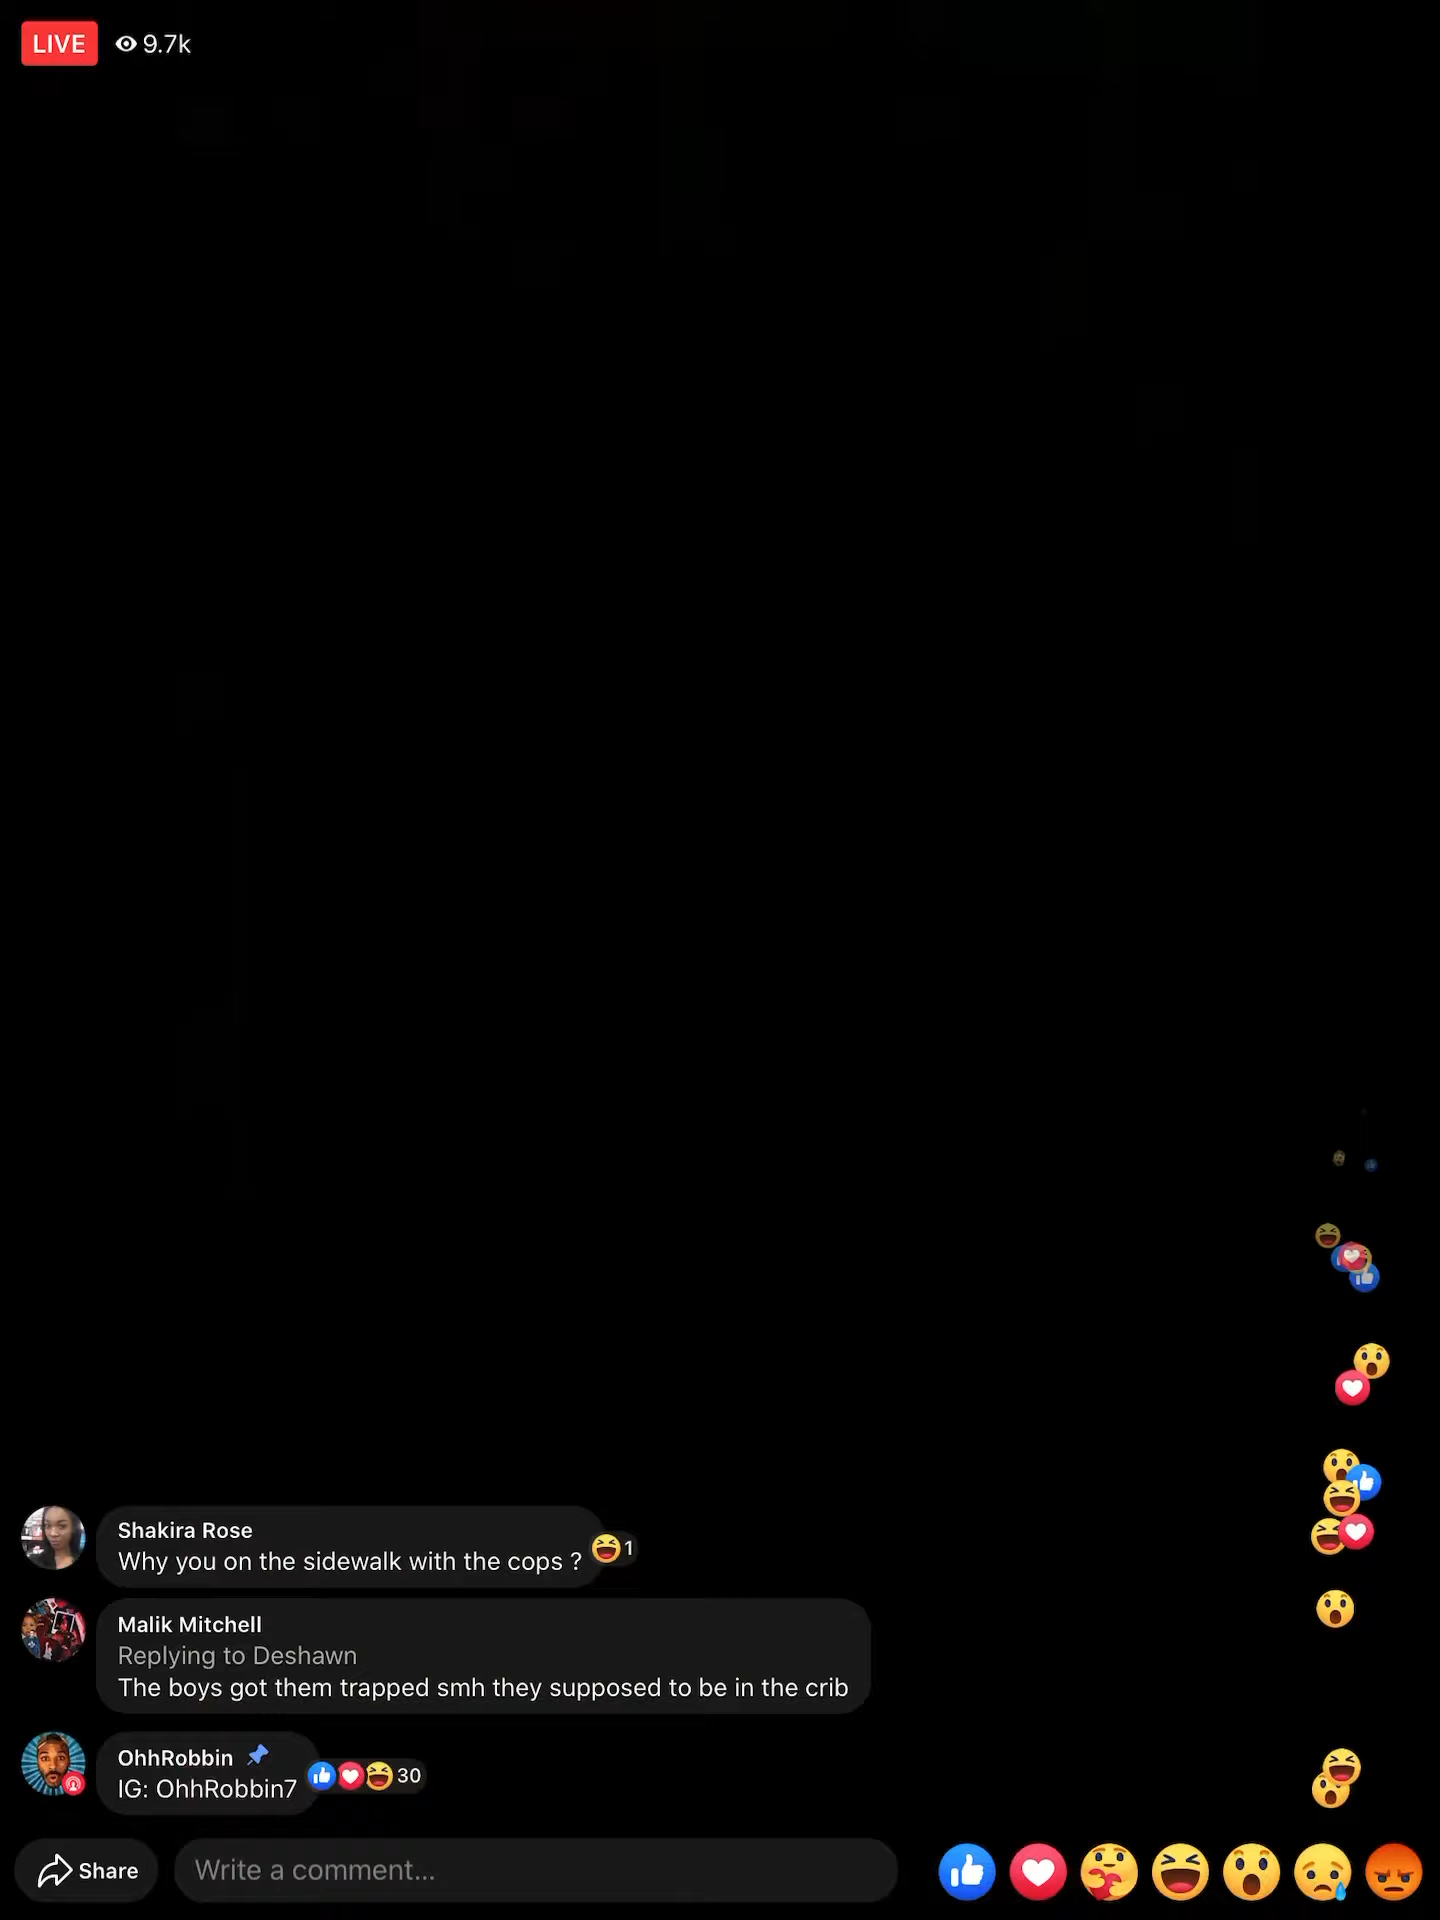 LIVE 9.7k
Shakira Rose
Why you on the sidewalk with the cops ? 1
Malik Mitchell
Replying to Deshawn
The boys got them trapped smh they supposed to be in the crib
OhhRobbin
IG: OhhRobbin7 30
Share Write a comment...